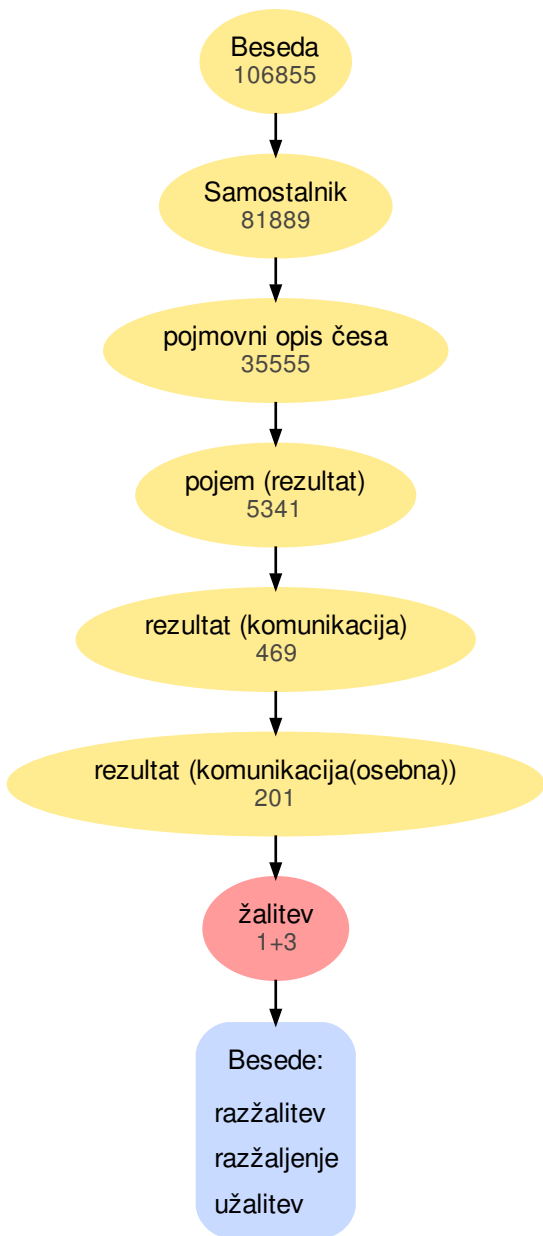 Beseda
106855
Samostalnik
81889
pojmovni opis česa
35555
pojem (rezultat)
5341
rezultat (komunikacija)
469
rezultat (komunikacija(osebna))
201
žalitev
1+3
Besede:
razžalitev
razžaljenje
užalitev